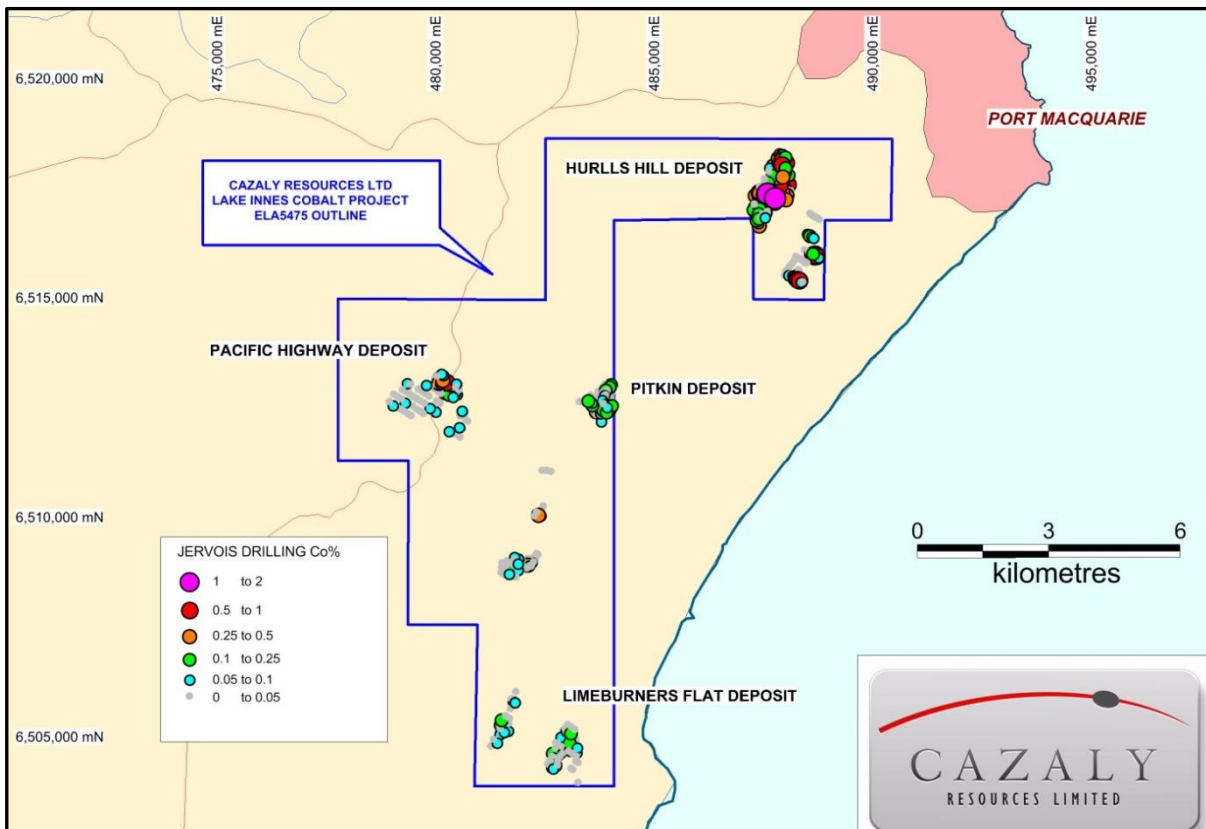 475,000 mE
480,000 mE
485,000 mE
490,000 mE
495,000 mE
6,520,000 mN
PORT MACQUARIE
HURLLS HILL DEPOSIT
CAZALY RESOURCES LTD
LAKE INNES COBALT PROJECT
ELA5475 OUTLINE
6,515,000 mN
PACIFIC HIGHWAY DEPOSIT
PITKIN DEPOSIT
6,510,000 mN
0 3 6
kilometres
JERVOIS DRILLING Co%
1 to 2
0.5 to 1
0.25 to 0.5
0.1 to 0.25
0.05 to 0.1
0 to 0.05
LIMEBURNERS FLAT DEPOSIT
6,505,000 mN
CAZALY
RESOURCES LIMITED